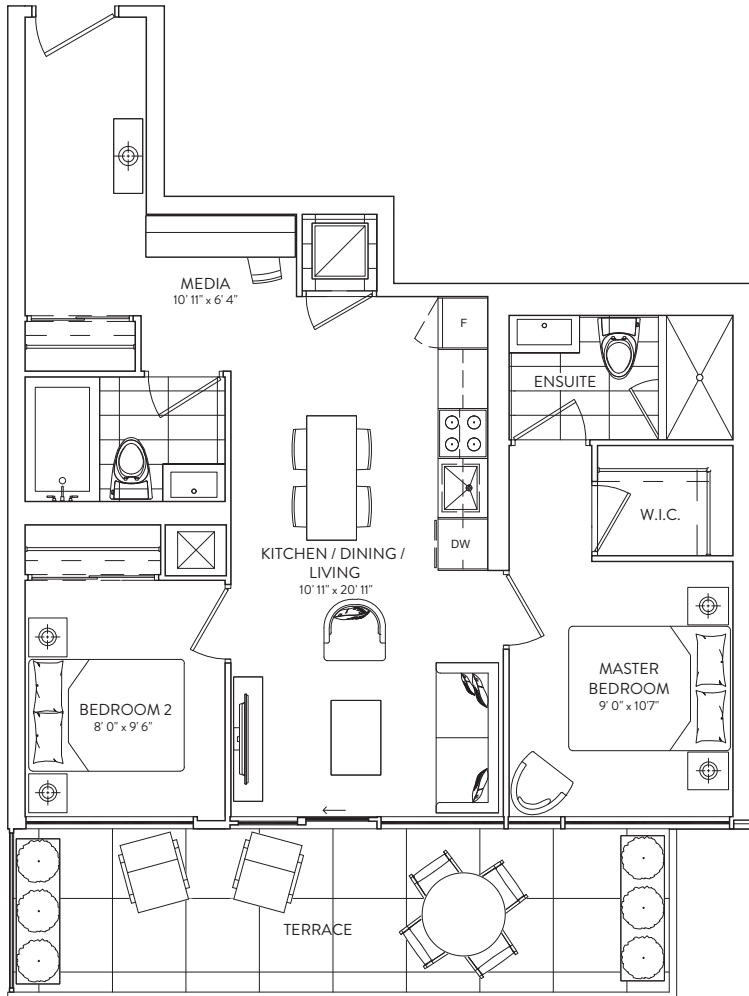 MEDIA
10' 11" x 6' 4"
F
ENSUITE
W.I.C.
DW
KITCHEN / DINING /
LIVING
10' 11" x 20' 11"
MASTER
BEDROOM
9' 0" x 10'7"
BEDROOM 2
8' 0" x 9' 6"
TERRACE